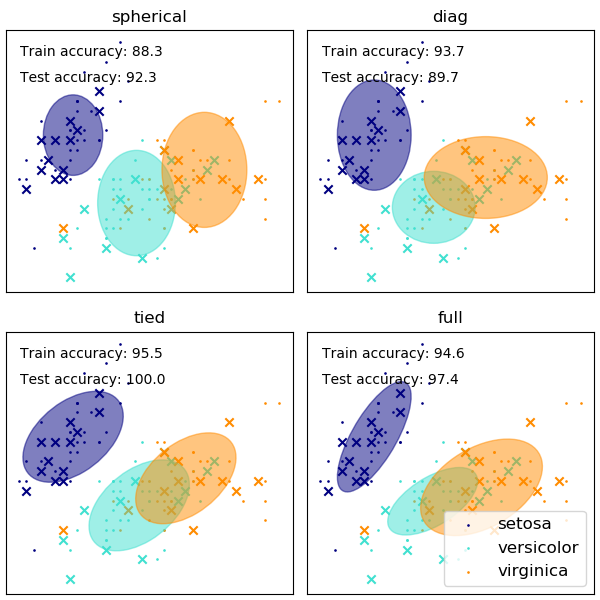 spherical
Train accuracy: 88.3
Test accuracy: 92.3
diag
Train accuracy: 93.7
Test accuracy: 89.7
tied
Train accuracy: 95.5
Test accuracy: 100.0
full
Train accuracy: 94.6
Test accuracy: 97.4
setosa
versicolor
virginica